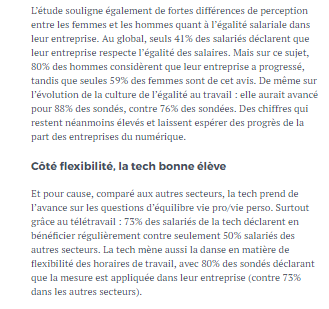 L'étude souligne également de fortes différences de perception
entre les femmes et les hommes quant à l'égalité salariale dans
leur entreprise. Au global, seuls 41% des salariés déclarent que
leur entreprise respecte l'égalité des salaires. Mais sur ce sujet,
80% des hommes considèrent que leur entreprise a progressé,
tandis que seules 59% des femmes sont de cet avis. De même sur
l'évolution de la culture de l'égalité au travail : elle aurait avancé
pour 88% des sondés, contre 76% des sondées. Des chiffres qui
restent néanmoins élevés et laissent espérer des progrès de la
part des entreprises du numérique.
Côté flexibilité, la tech bonne élève
Et pour cause, comparé aux autres secteurs, la tech prend de
l'avance sur les questions d'équilibre vie pro/vie perso. Surtout
grâce au télétravail : 73% des salariés de la tech déclarent en
bénéficier régulièrement contre seulement 50% salariés des
autres secteurs. La tech mène aussi la danse en matière de
flexibilité des horaires de travail, avec 80% des sondés déclarant
que la mesure est appliquée dans leur entreprise (contre 73%
dans les autres secteurs).